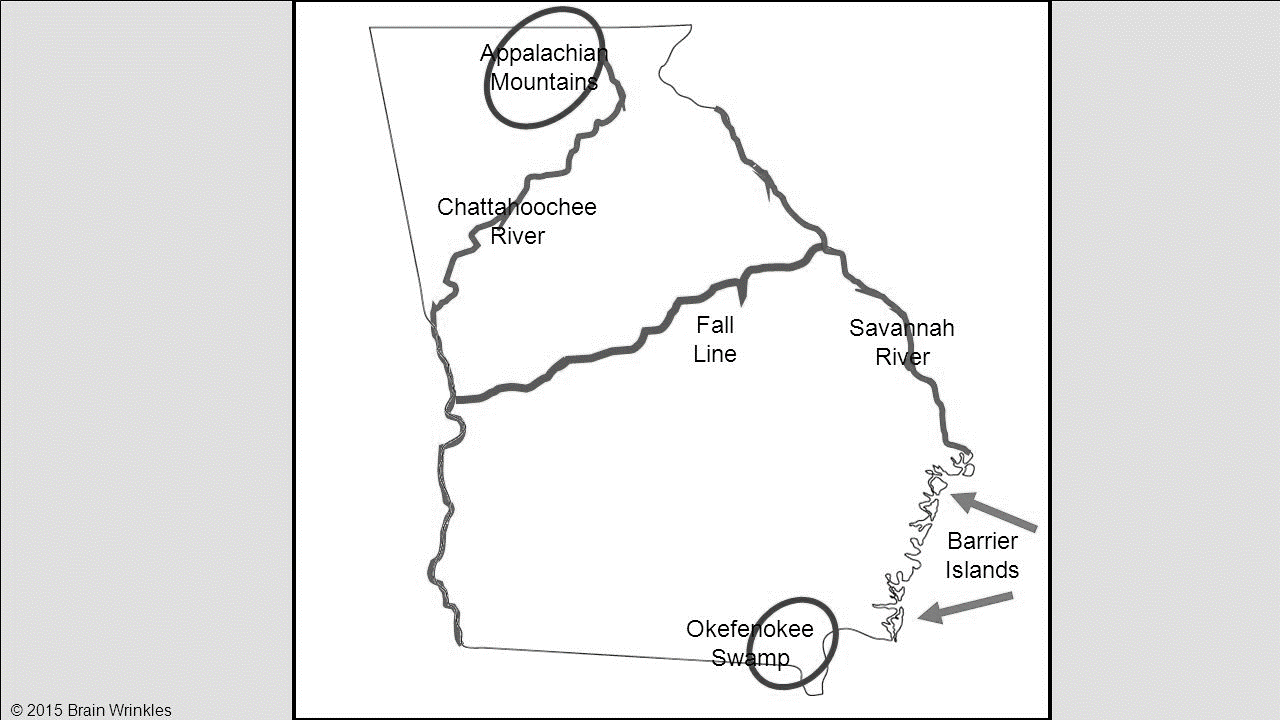 Appalachian
Mountains
Chattahoochee
River
Fall
Line
Savannah
River
Barrier
Islands
Okefenokee
Swamp
© 2015 Brain Wrinkles